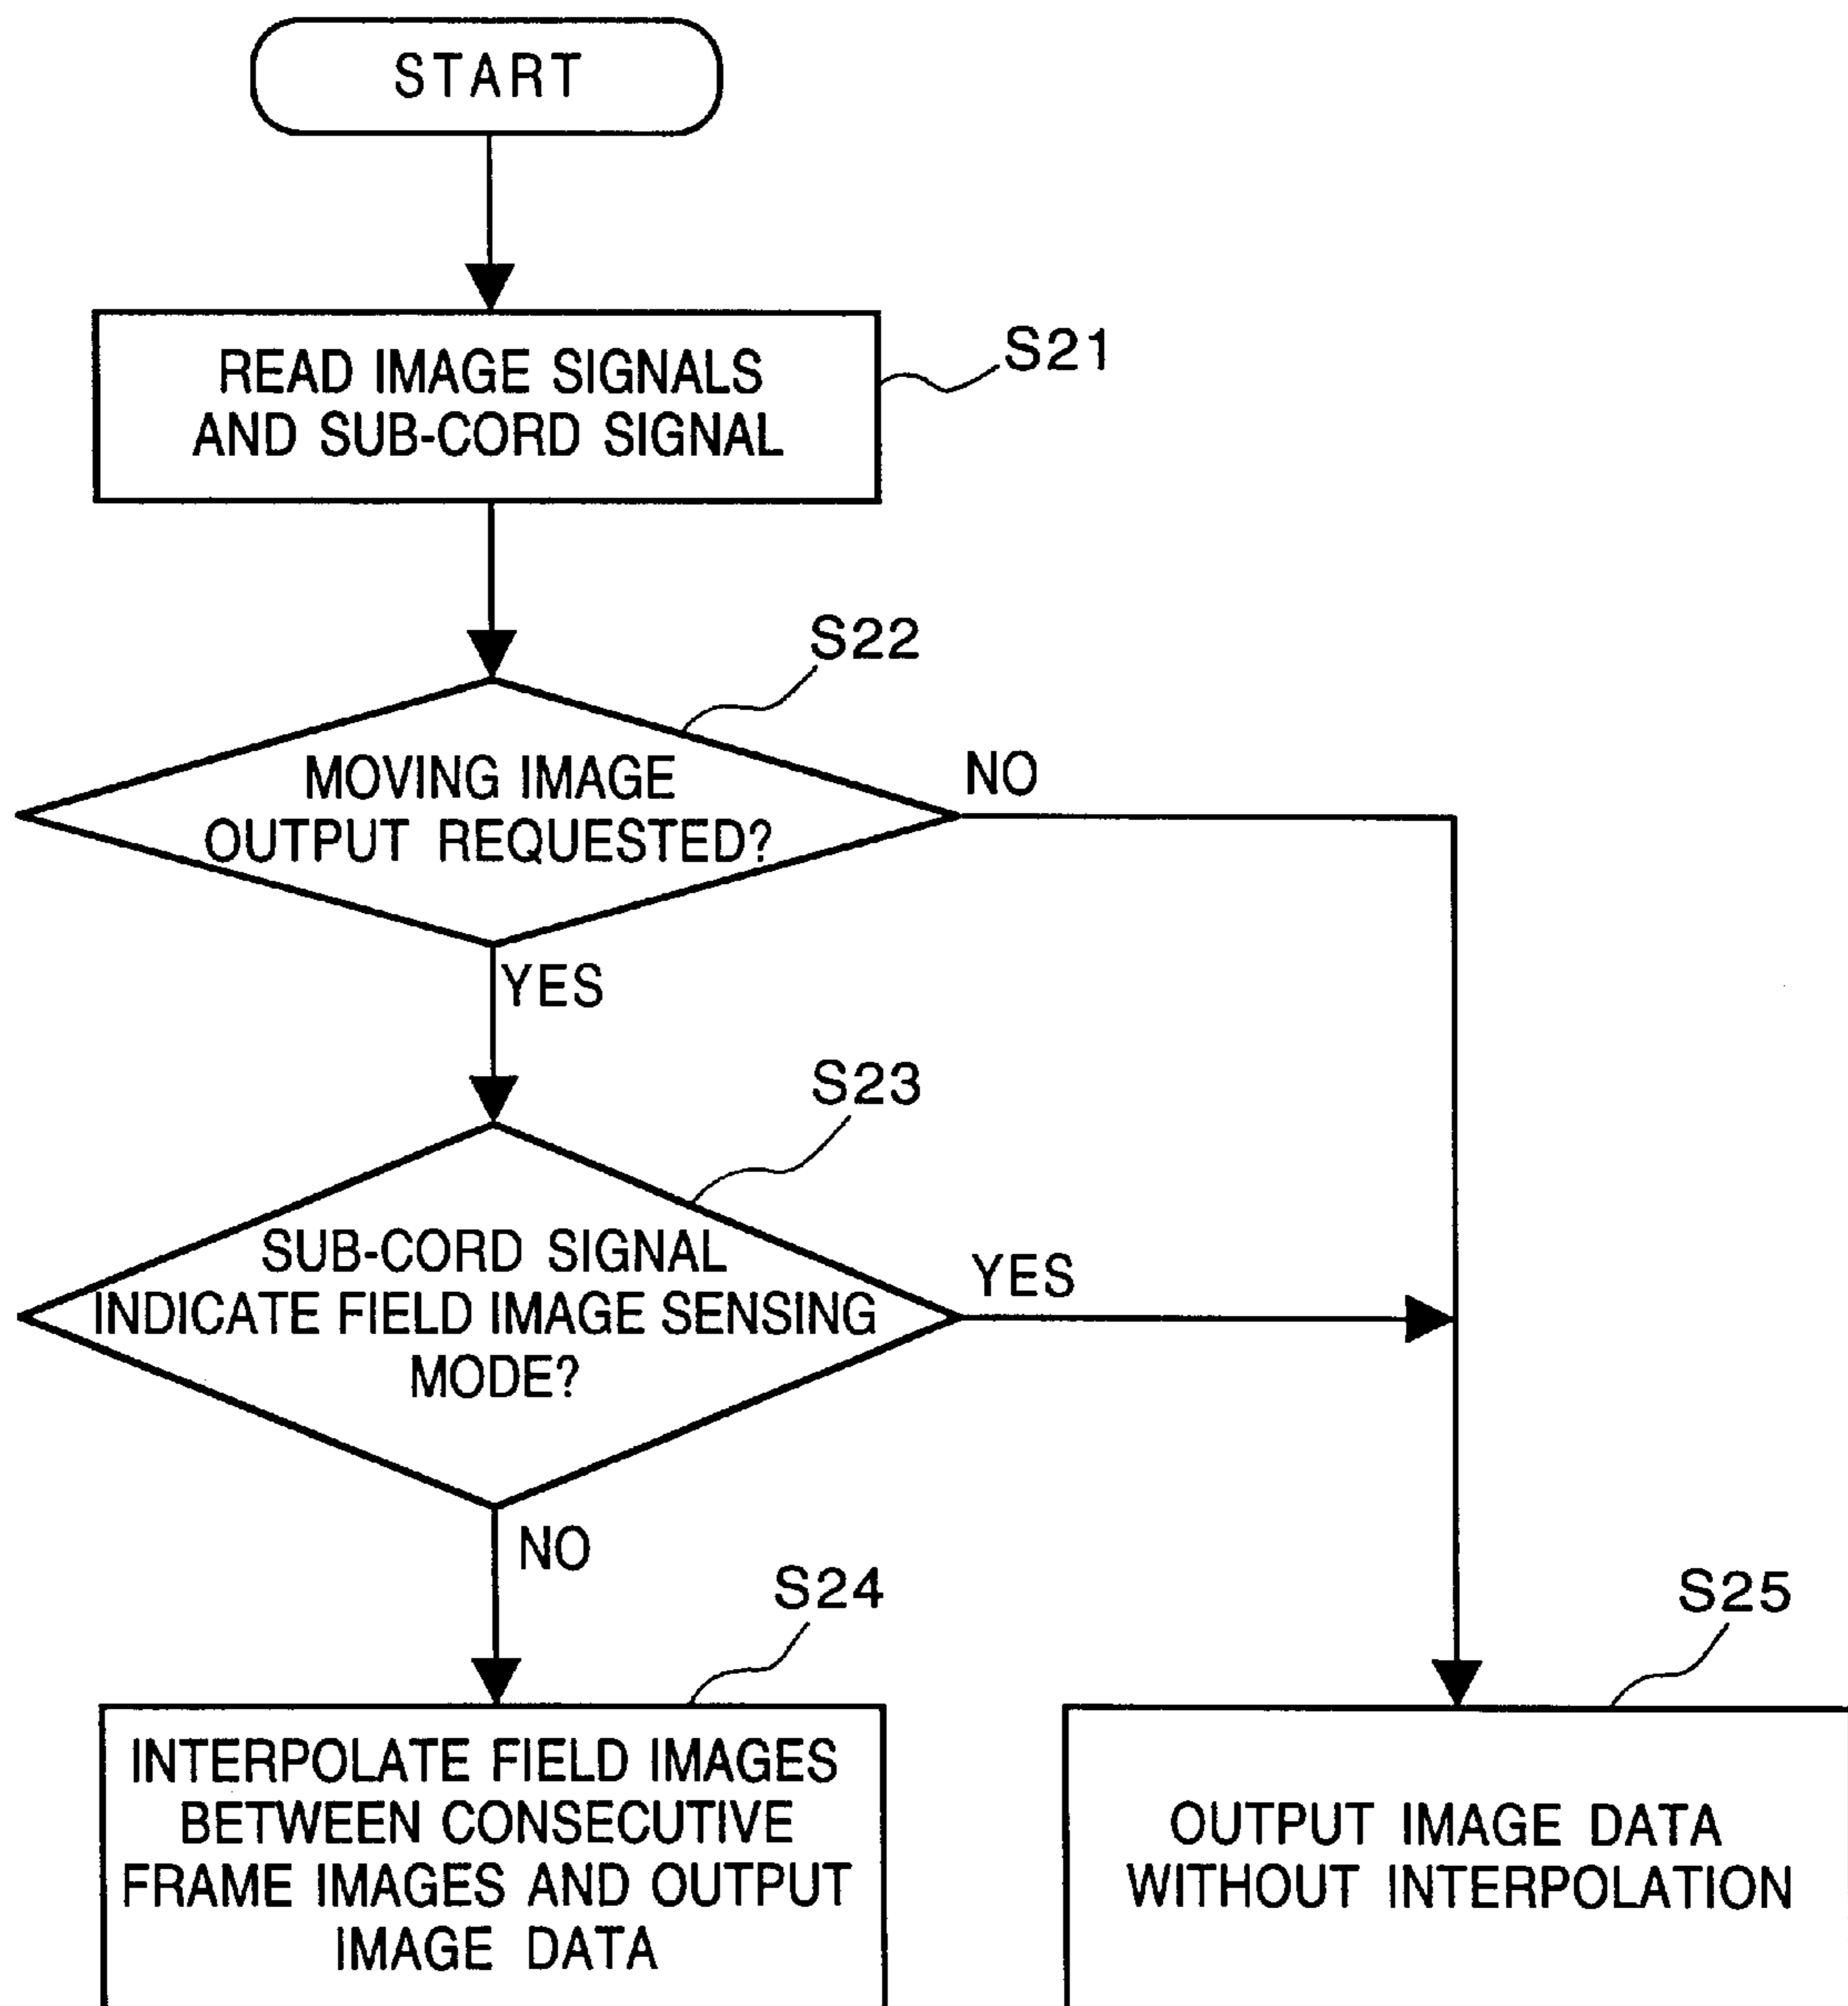 START
READ IMAGE SIGNALS
AND SUB-CORD SIGNAL
S21
S22
MOVING IMAGE
OUTPUT REQUESTED?
NO
YES
S23
SUB-CORD SIGNAL
INDICATE FIELD IMAGE SENSING
MODE?
YES
NO
S24
INTERPOLATE FIELD IMAGES
BETWEEN CONSECUTIVE
FRAME IMAGES AND OUTPUT
IMAGE DATA
S25
OUTPUT IMAGE DATA
WITHOUT INTERPOLATION